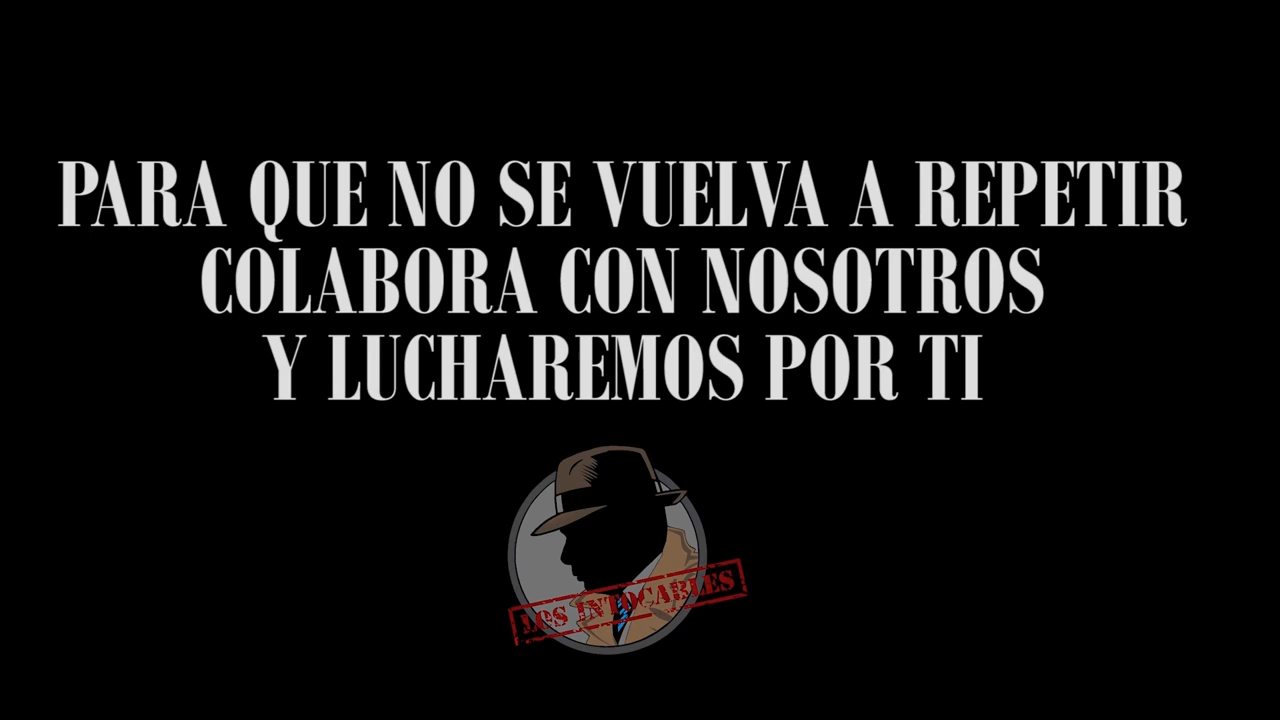 PARA QUE NO SE VUELVA A REPETIR
COLABORA CON NOSOTROS
Y LUCHAREMOS POR TI
LOS INTOCABLES